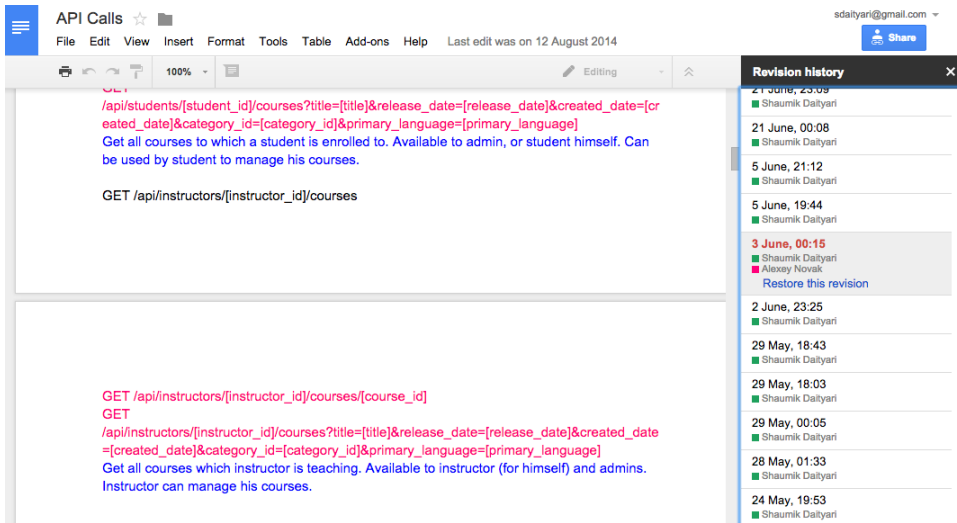 API Calls
sdaityari@gmail.com
File Edit View Insert Format Tools Table Add-ons Help Last edit was on 12 August 2014
Share
100%
Editing
Revision history
GET
/api/students/[student_id]/courses?title=[title]&release_date=[release_date]&created_date=[cr
eated_date]&category_id=[category_id]&primary_language=[primary_language]
Get all courses to which a student is enrolled to. Available to admin, or student himself. Can
be used by student to manage his courses.
GET /api/instructors/[instructor_id]/courses
GET /api/instructors/[instructor_id]/courses/[course_id]
GET
/api/instructors/[instructor_id]/courses?title=[title]&release_date=[release_date]&created_date
=[created_date]&category_id=[category_id]&primary_language=[primary_language]
Get all courses which instructor is teaching. Available to instructor (for himself) and admins.
Instructor can manage his courses.
21 June, 23:09
Shaumik Daityari
21 June, 00:08
Shaumik Daityari
5 June, 21:12
Shaumik Daityari
5 June, 19:44
Shaumik Daityari
3 June, 00:15
Shaumik Daityari
Alexey Novak
Restore this revision
2 June, 23:25
Shaumik Daityari
29 May, 18:43
Shaumik Daityari
29 May, 18:03
Shaumik Daityari
29 May, 00:05
Shaumik Daityari
28 May, 01:33
Shaumik Daityari
24 May, 19:53
Shaumik Daityari